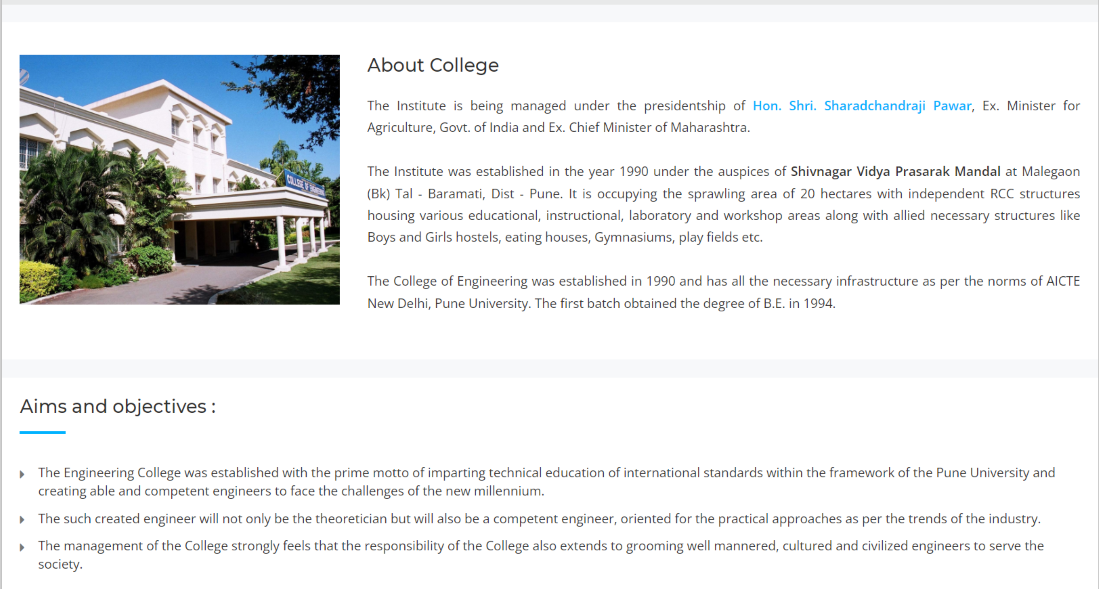 COLLEGE OF ENGINEERING
About College
The Institute is being managed under the presidentship of Hon. Shri. Sharadchandraji Pawar, Ex. Minister for
Agriculture, Govt. of India and Ex. Chief Minister of Maharashtra.
The Institute was established in the year 1990 under the auspices of Shivnagar Vidya Prasarak Mandal at Malegaon
(Bk) Tal - Baramati, Dist - Pune. It is occupying the sprawling area of 20 hectares with independent RCC structures
housing various educational, instructional, laboratory and workshop areas along with allied necessary structures like
Boys and Girls hostels, eating houses, Gymnasiums, play fields etc.
The College of Engineering was established in 1990 and has all the necessary infrastructure as per the norms of AICTE
New Delhi, Pune University. The first batch obtained the degree of B.E. in 1994.
Aims and objectives :
The Engineering College was established with the prime motto of imparting technical education of international standards within the framework of the Pune University and
creating able and competent engineers to face the challenges of the new millennium.
The such created engineer will not only be the theoretician but will also be a competent engineer, oriented for the practical approaches as per the trends of the industry.
The management of the College strongly feels that the responsibility of the College also extends to grooming well mannered, cultured and civilized engineers to serve the
society.